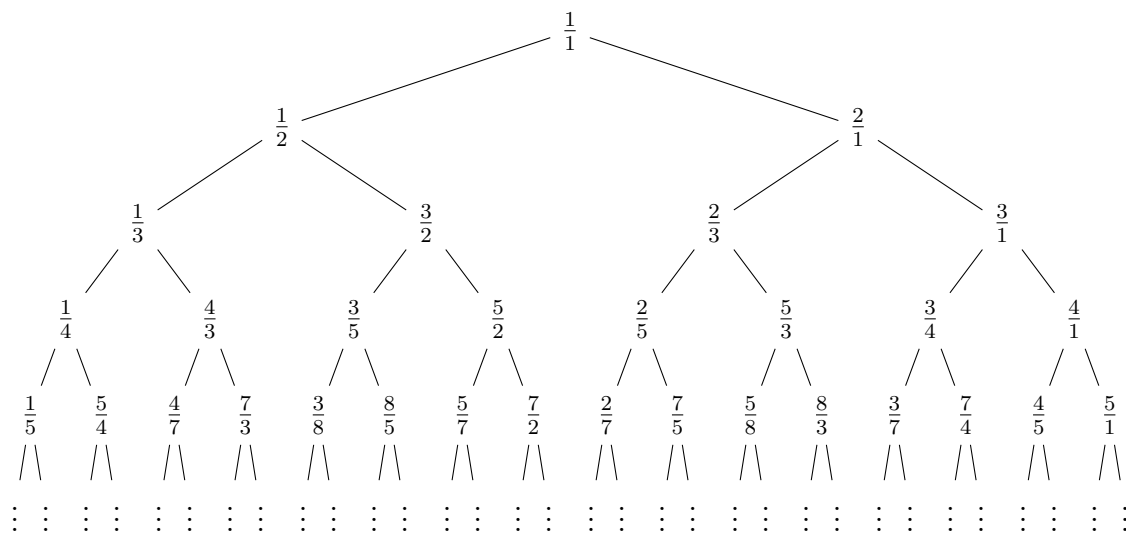 1/1
1/2 2/1
1/3 3/2 2/3 3/1
1/4 4/3 3/5 5/2 2/5 5/3 3/4 4/1
1/5 5/4 4/7 7/3 3/8 8/5 5/7 7/2 2/7 7/5 5/8 8/3 3/7 7/4 4/5 5/1
⋮ ⋮ ⋮ ⋮ ⋮ ⋮ ⋮ ⋮ ⋮ ⋮ ⋮ ⋮ ⋮ ⋮ ⋮ ⋮ ⋮ ⋮ ⋮ ⋮ ⋮ ⋮ ⋮ ⋮ ⋮ ⋮ ⋮ ⋮ ⋮ ⋮ ⋮ ⋮